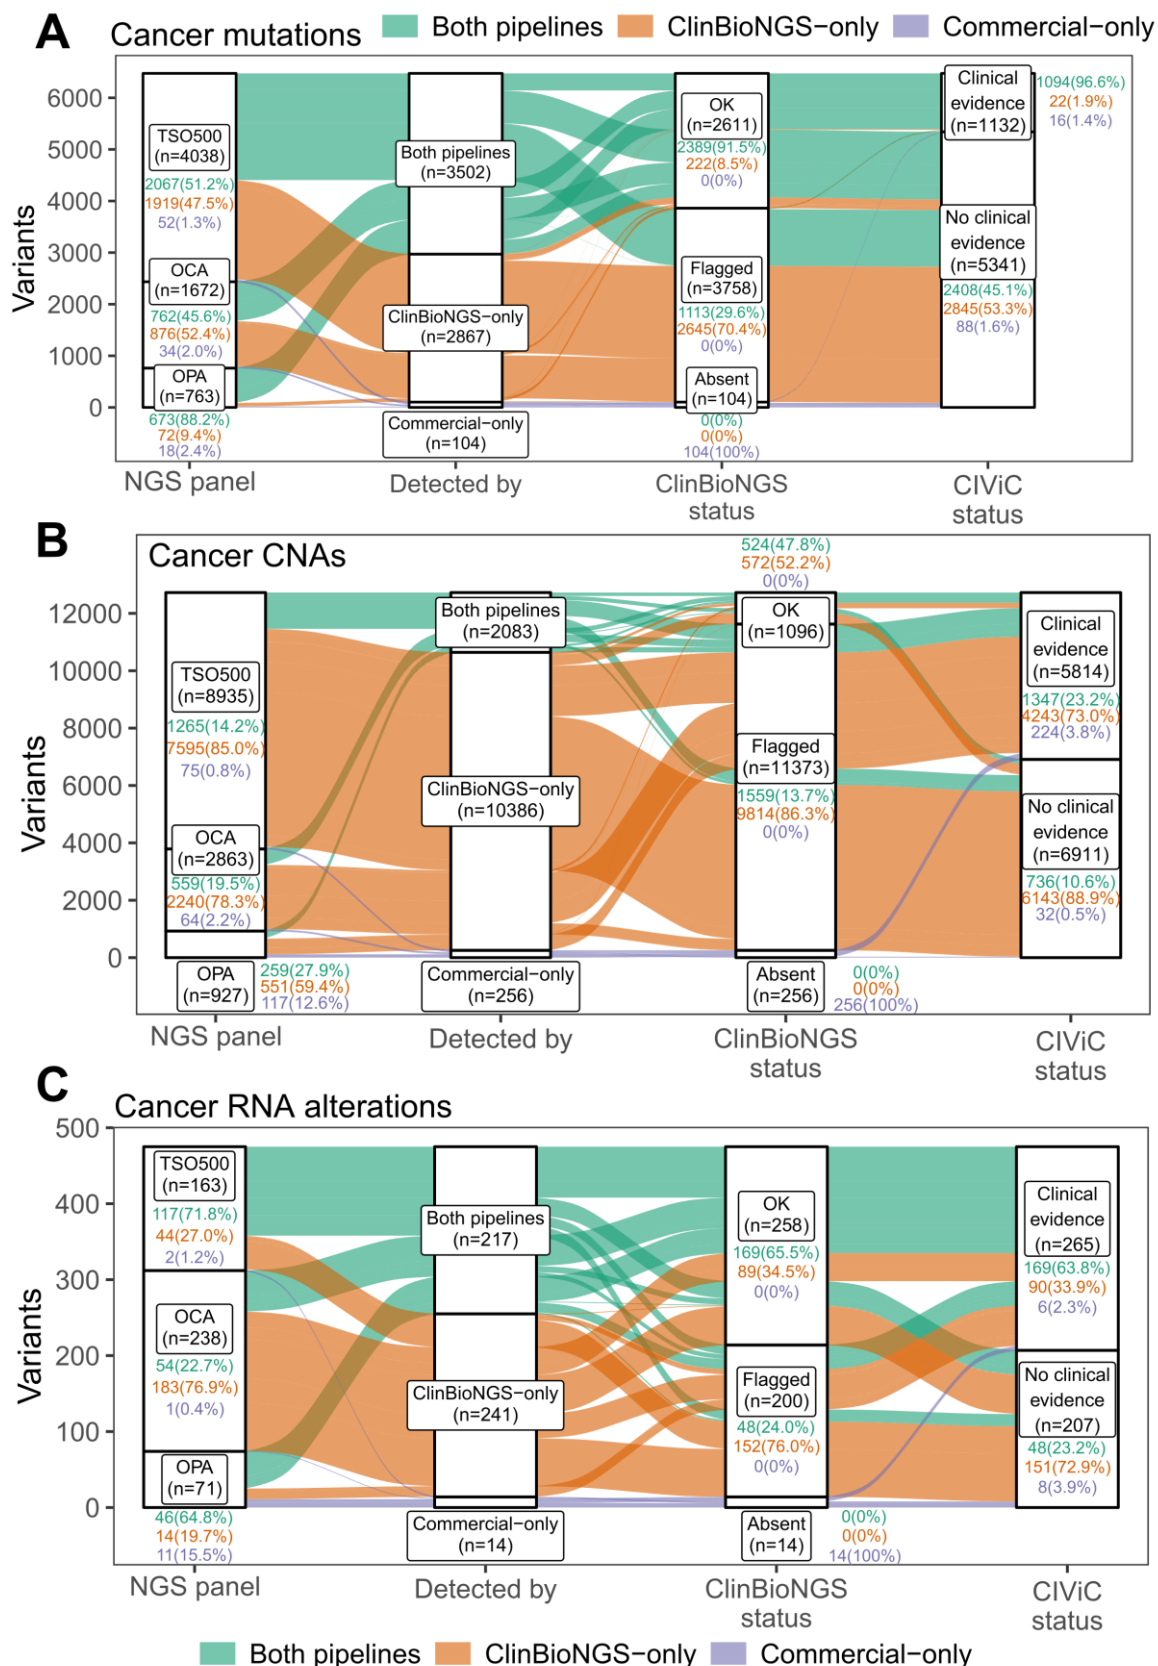 A
Cancer mutations
Both pipelines
ClinBioNGS-only
Commercial-only
Variants
6000
5000
4000
3000
2000
1000
0
TSO500
(n=4038)
2067(51.2%)
1919(47.5%)
52(1.3%)
OCA
(n=1672)
762(45.6%)
876(52.4%)
34(2.0%)
OPA
(n=763)
673(88.2%)
72(9.4%)
18(2.4%)
Both pipelines
(n=3502)
ClinBioNGS-only
(n=2867)
Commercial-only
(n=104)
OK
(n=2611)
2389(91.5%)
222(8.5%)
0(0%)
Flagged
(n=3758)
1113(29.6%)
2645(70.4%)
0(0%)
Absent
(n=104)
0(0%)
0(0%)
104(100%)
Clinical
evidence
(n=1132)
1094(96.6%)
22(1.9%)
16(1.4%)
No clinical
evidence
(n=5341)
2408(45.1%)
2845(53.3%)
88(1.6%)
NGS panel
Detected by
ClinBioNGS
status
CIViC
status
B
Cancer CNAs
Variants
12000
10000
8000
6000
4000
2000
0
TSO500
(n=8935)
1265(14.2%)
7595(85.0%)
75(0.8%)
OCA
(n=2863)
559(19.5%)
2240(78.3%)
64(2.2%)
OPA
(n=927)
259(27.9%)
551(59.4%)
117(12.6%)
Both pipelines
(n=2083)
ClinBioNGS-only
(n=10386)
Commercial-only
(n=256)
524(47.8%)
572(52.2%)
0(0%)
OK
(n=1096)
Flagged
(n=11373)
1559(13.7%)
9814(86.3%)
0(0%)
Absent
(n=256)
0(0%)
0(0%)
256(100%)
Clinical
evidence
(n=5814)
1347(23.2%)
4243(73.0%)
224(3.8%)
No clinical
evidence
(n=6911)
736(10.6%)
6143(88.9%)
32(0.5%)
NGS panel
Detected by
ClinBioNGS
status
CIViC
status
C
Cancer RNA alterations
Variants
500
400
300
200
100
0
TSO500
(n=163)
117(71.8%)
44(27.0%)
2(1.2%)
OCA
(n=238)
54(22.7%)
183(76.9%)
1(0.4%)
OPA
(n=71)
46(64.8%)
14(19.7%)
11(15.5%)
Both pipelines
(n=217)
ClinBioNGS-only
(n=241)
Commercial-only
(n=14)
OK
(n=258)
169(65.5%)
89(34.5%)
0(0%)
Flagged
(n=200)
48(24.0%)
152(76.0%)
0(0%)
Absent
(n=14)
0(0%)
0(0%)
14(100%)
Clinical
evidence
(n=265)
169(63.8%)
90(33.9%)
6(2.3%)
No clinical
evidence
(n=207)
48(23.2%)
151(72.9%)
8(3.9%)
NGS panel
Detected by
ClinBioNGS
status
CIViC
status
Both pipelines
ClinBioNGS-only
Commercial-only